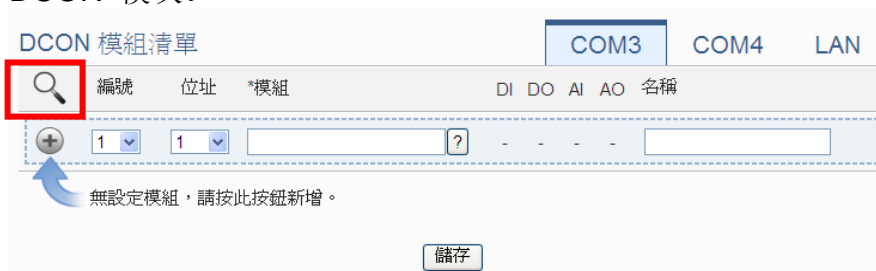 DCON 模組清單 COM3 COM4 LAN
編號 位址 *模組 DI DO AI AO 名稱
1 1 ? - - - -
無設定模組，請按此按鈕新增。
儲存